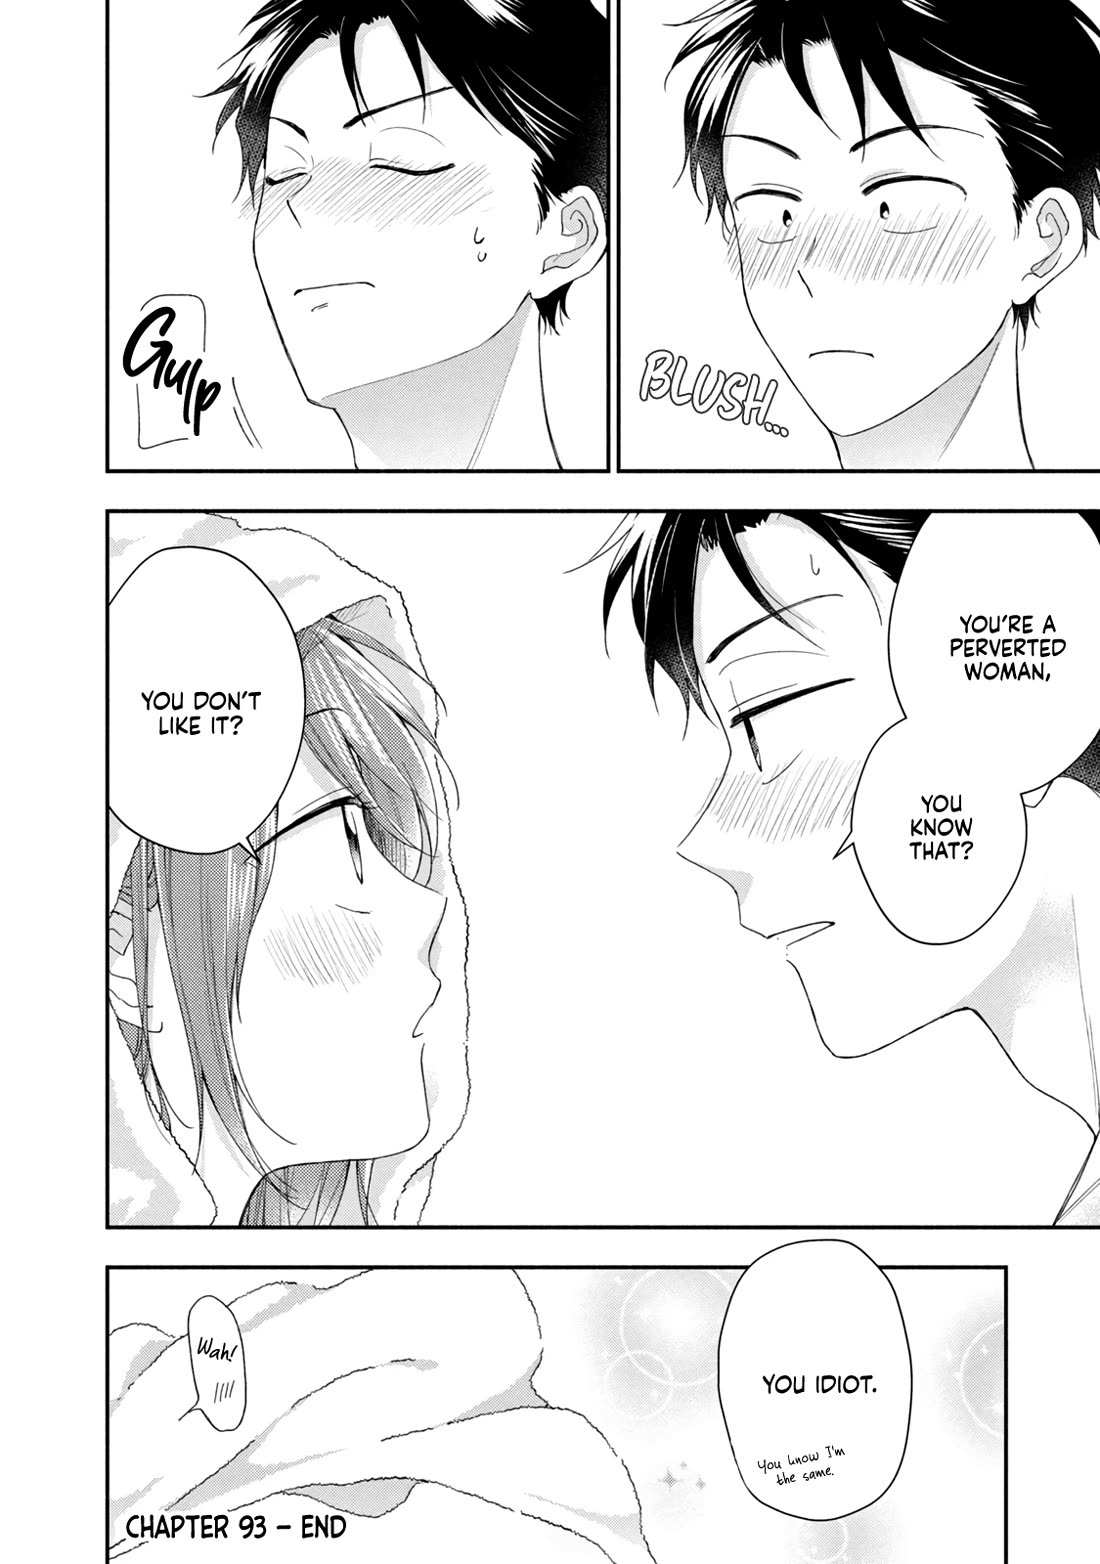 BLUSH...
Gulp
YOU'RE A
PERVERTED
WOMAN,
YOU
KNOW
THAT?
YOU DON'T
LIKE IT?
YOU IDIOT.
You know I'm
the same.
Wah!
CHAPTER 93 – END